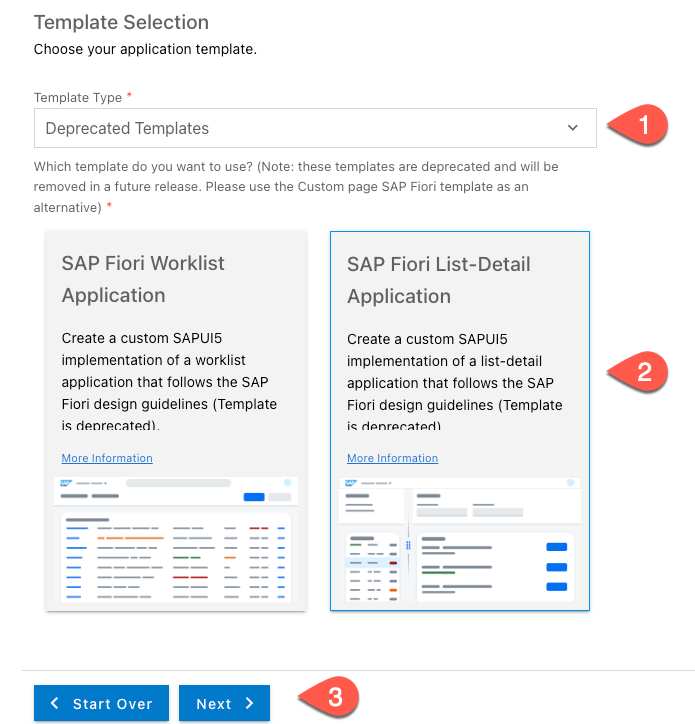 Template Selection
Choose your application template.
Template Type *
Deprecated Templates
1
Which template do you want to use? (Note: these templates are deprecated and will be
removed in a future release. Please use the Custom page SAP Fiori template as an
alternative) *
SAP Fiori Worklist
Application
Create a custom SAPUI5
implementation of a worklist
application that follows the SAP
Fiori design guidelines (Template
is deprecated).
More Information
SAP
SAP Fiori List-Detail
Application
Create a custom SAPUI5
implementation of a list-detail
application that follows the SAP
Fiori design guidelines (Template
is deprecated)
More Information
SAP
2
Start Over
Next
3